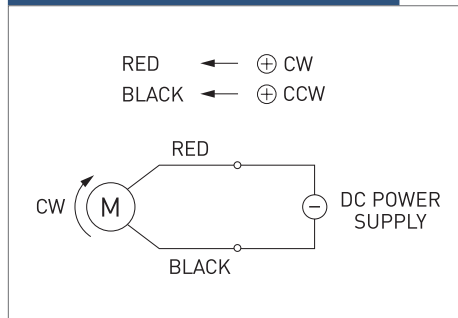 RED ⊕ CW
BLACK ⊕ CCW
RED
CW
M
DC POWER
SUPPLY
BLACK